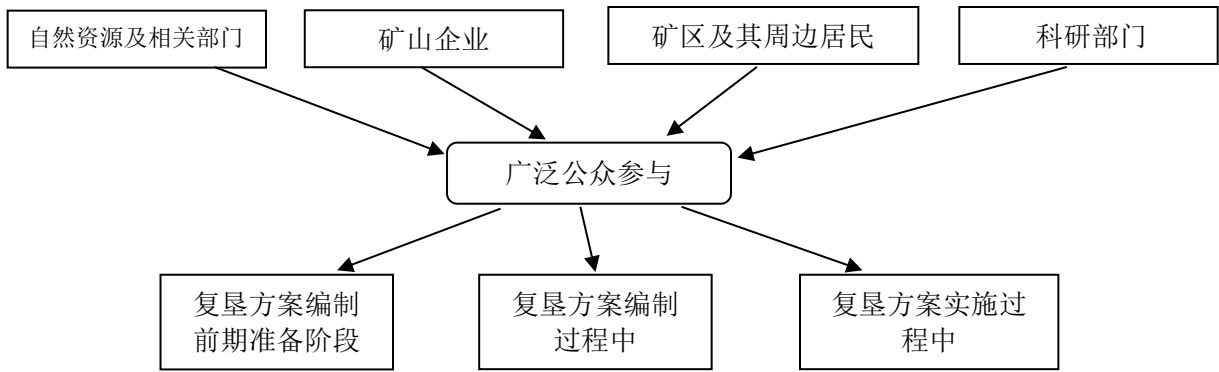 自然资源及相关部门
矿山企业
矿区及其周边居民
科研部门
广泛公众参与
复垦方案编制
前期准备阶段
复垦方案编制
过程中
复垦方案实施过
程中